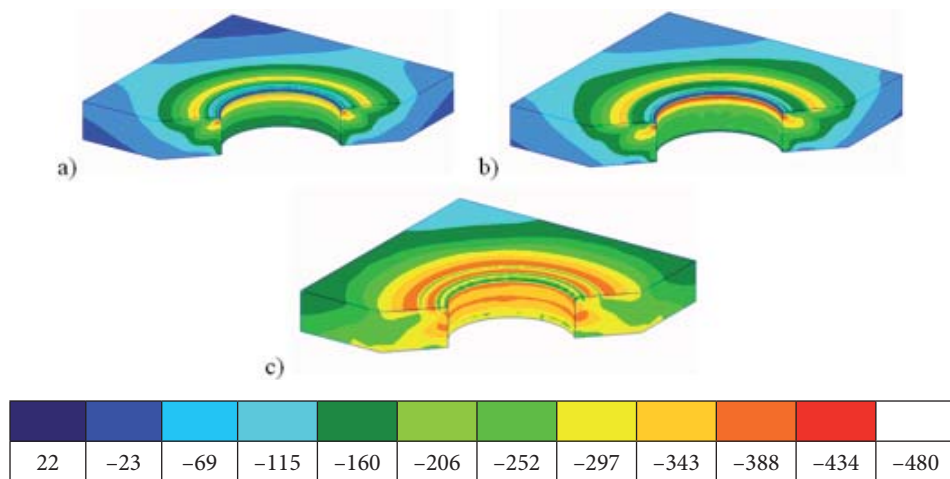 a)
b)
c)
22 –23 –69 –115 –160 –206 –252 –297 –343 –388 –434 –480